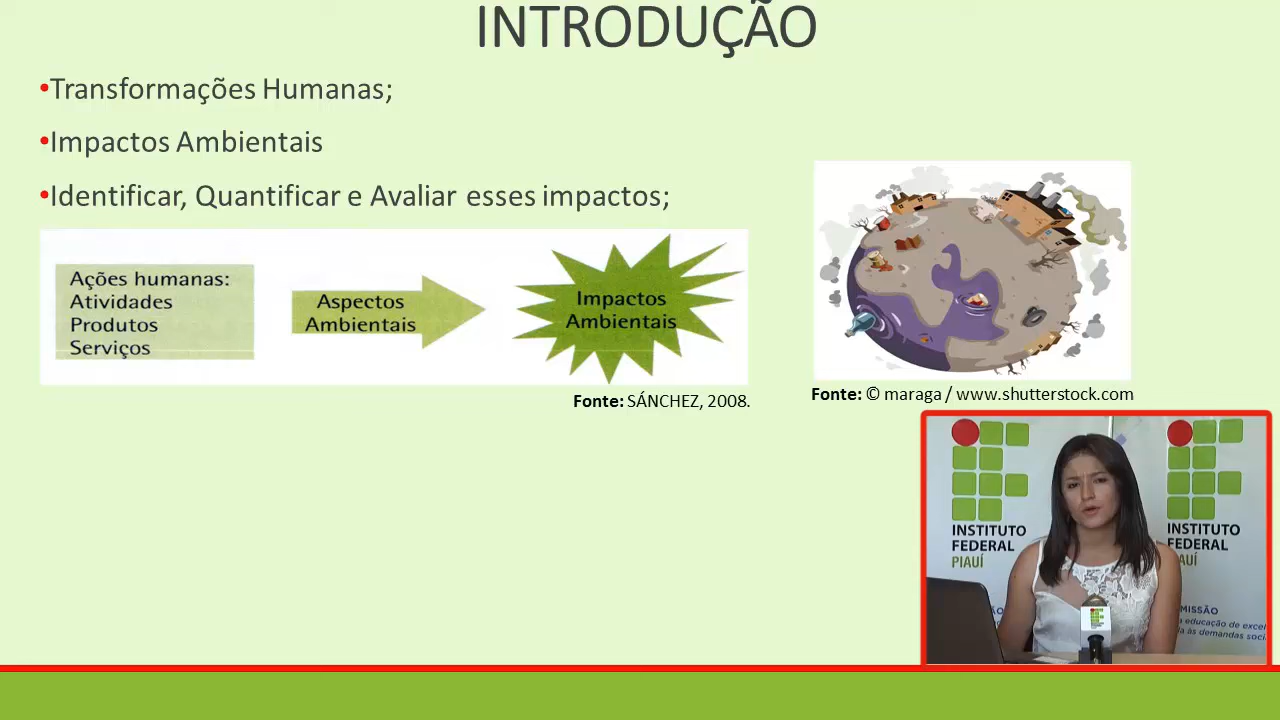 INTRODUÇÃO
•Transformações Humanas;
•Impactos Ambientais
•Identificar, Quantificar e Avaliar esses impactos;
Ações humanas:
Atividades
Produtos
Serviços
Aspectos
Ambientais
Impactos
Ambientais
Fonte: SÁNCHEZ, 2008.
Fonte: © maraga / www.shutterstock.com
INSTITUTO
FEDERAL
PIAUÍ
INSTITUTO
FEDERAL
PIAUÍ
MISSÃO
a educação de excel
da às demandas soci